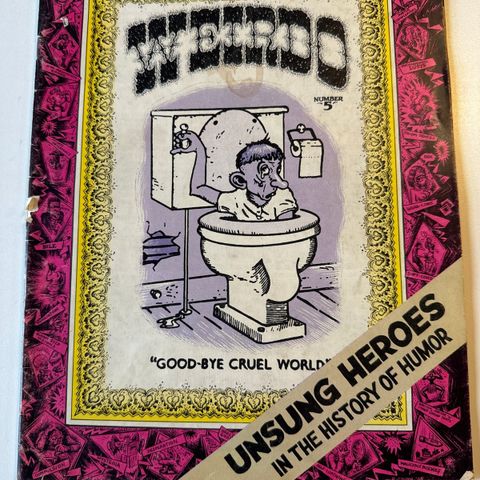 WEIRDO
NUMBER
5
"GOOD-BYE CRUEL WORLD"
UNSUNG HEROES
IN THE HISTORY OF HUMOR